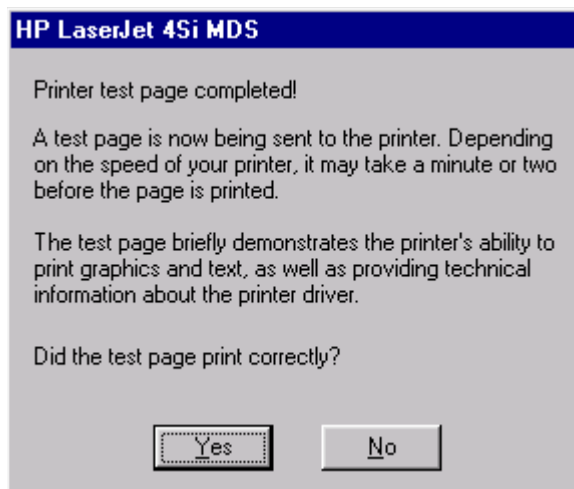 HP LaserJet 4Si MDS
Printer test page completed!
A test page is now being sent to the printer. Depending
on the speed of your printer, it may take a minute or two
before the page is printed.
The test page briefly demonstrates the printer's ability to
print graphics and text, as well as providing technical
information about the printer driver.
Did the test page print correctly?
Yes No